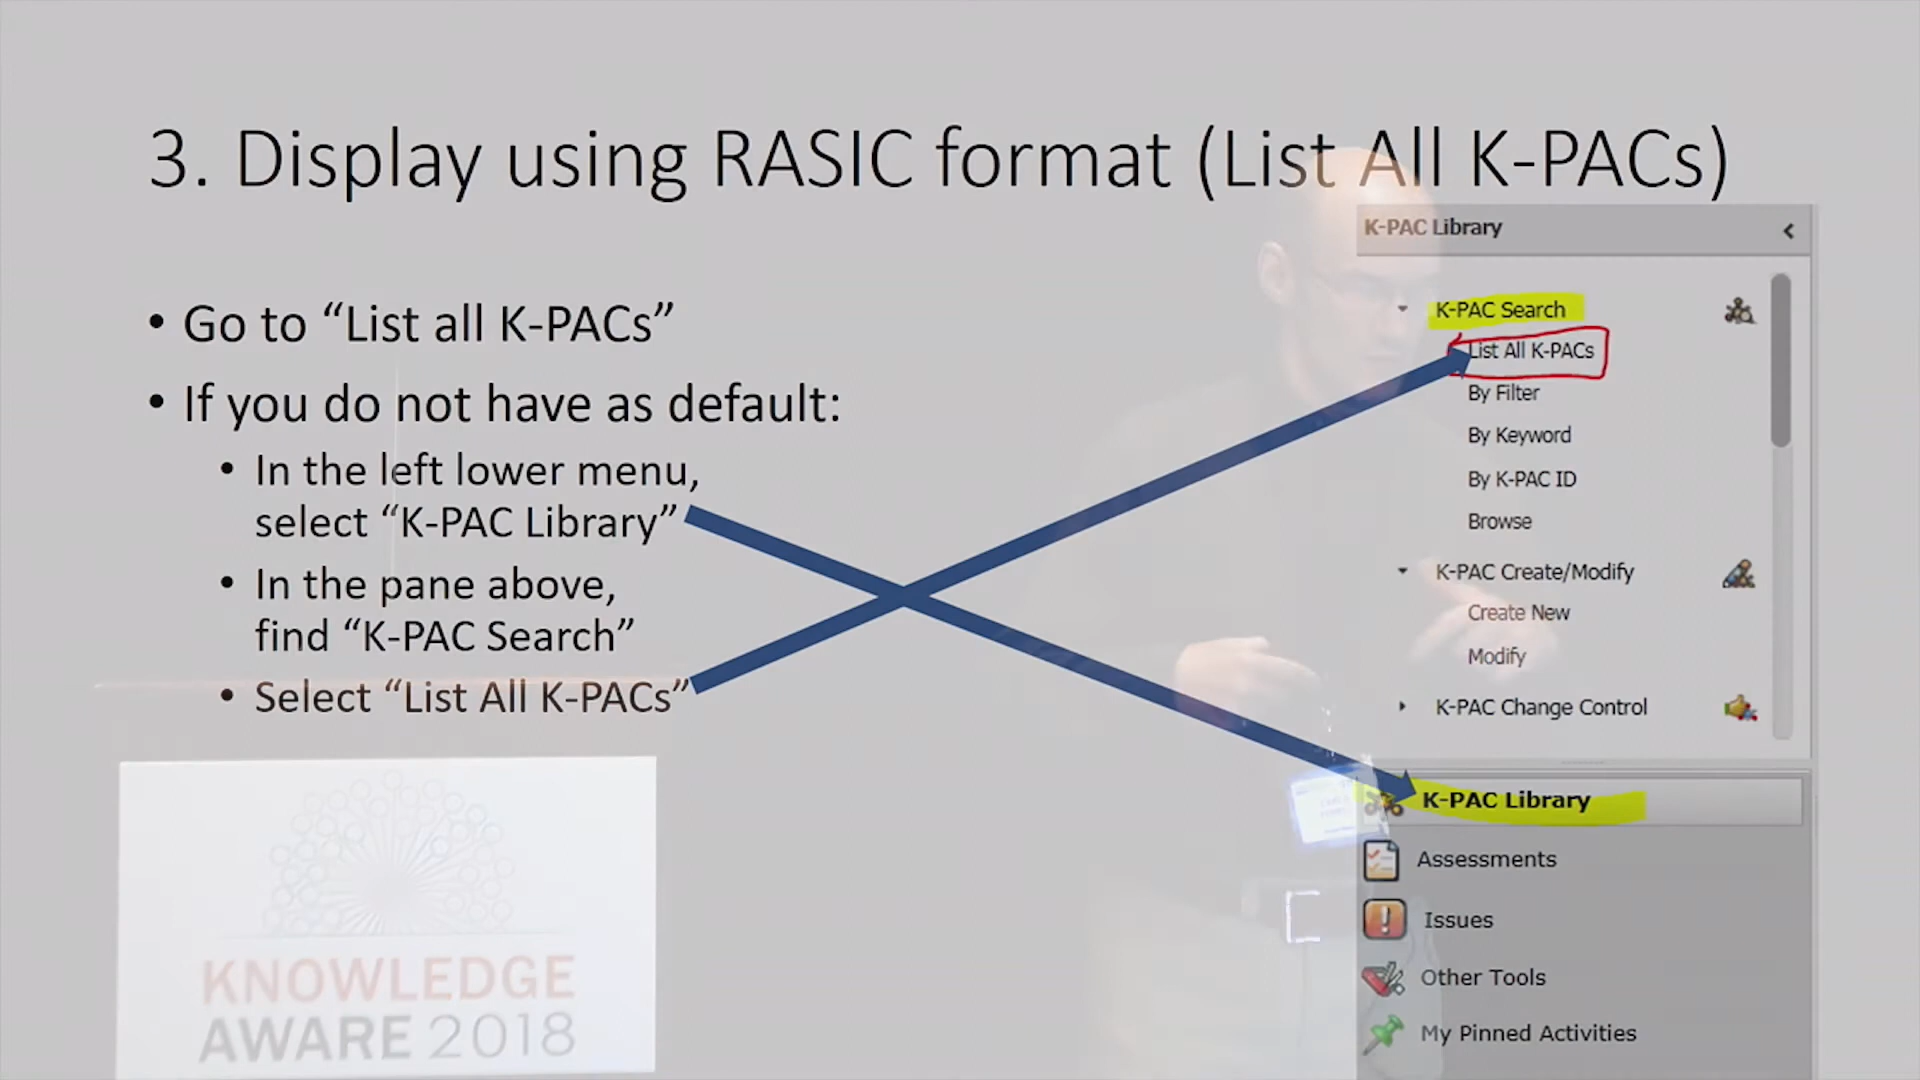 3. Display using RASIC format (List All K-PACs)
• Go to “List all K-PACs”
• If you do not have as default:
• In the left lower menu,
select “K-PAC Library”
• In the pane above,
find “K-PAC Search”
• Select “List All K-PACs”
K-PAC Library
K-PAC Search
List All K-PACs
By Filter
By Keyword
By K-PAC ID
Browse
K-PAC Create/Modify
Create New
Modify
K-PAC Change Control
K-PAC Library
Assessments
Issues
Other Tools
My Pinned Activities
KNOWLEDGE
AWARE 2018